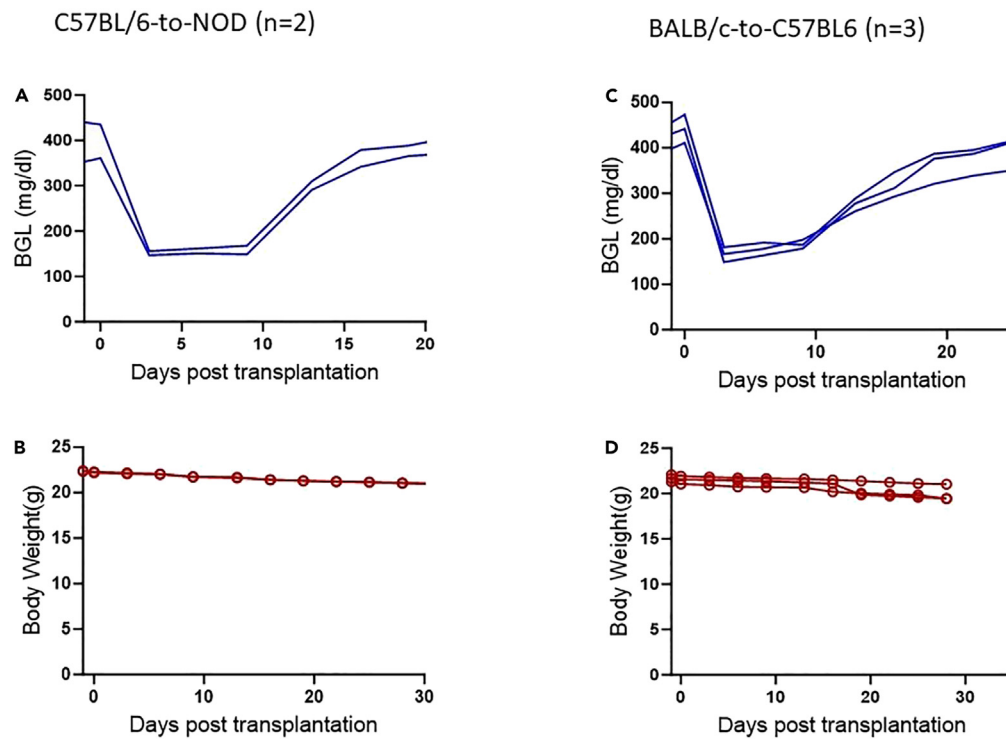 C57BL/6-to-NOD (n=2)
BALB/c-to-C57BL6 (n=3)
A
500
400
300
200
100
0
BGL (mg/dl)
0 5 10 15 20
Days post transplantation
C
500
400
300
200
100
0
BGL (mg/dl)
0 10 20
Days post transplantation
B
25
20
15
10
5
0
Body Weight(g)
0 10 20 30
Days post transplantation
D
25
20
15
10
5
0
Body Weight(g)
0 10 20 30
Days post transplantation